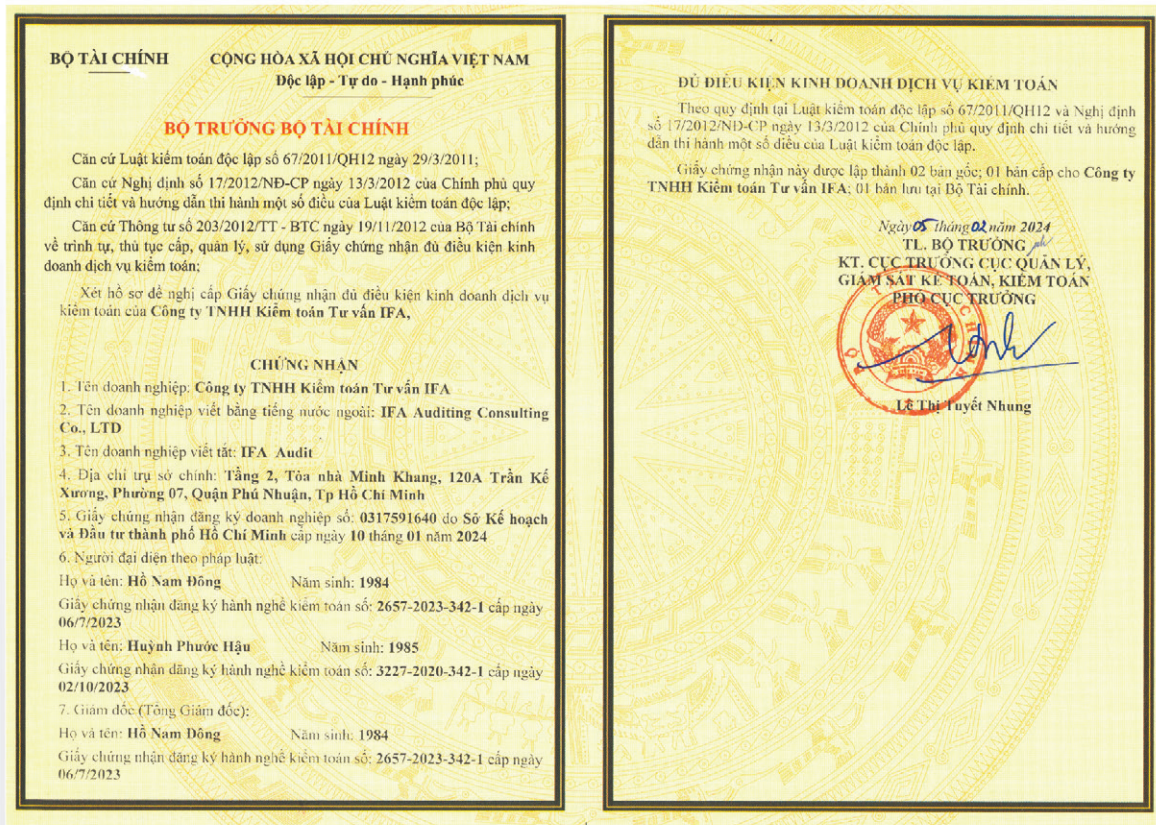 BỘ TÀI CHÍNH
CỘNG HÒA XÃ HỘI CHỦ NGHĨA VIỆT NAM
Độc lập - Tự do - Hạnh phúc
BỘ TRƯỞNG BỘ TÀI CHÍNH
Căn cứ Luật kiểm toán độc lập số 67/2011/QH12 ngày 29/3/2011;
Căn cứ Nghị định số 17/2012/NĐ-CP ngày 13/3/2012 của Chính phủ quy
định chi tiết và hướng dẫn thi hành một số điều của Luật kiểm toán độc lập;
Căn cứ Thông tư số 203/2012/TT - BTC ngày 19/11/2012 của Bộ Tài chính
về trình tự, thủ tục cấp, quản lý, sử dụng Giấy chứng nhận đủ điều kiện kinh
doanh dịch vụ kiểm toán;
Xét hồ sơ đề nghị cấp Giấy chứng nhận đủ điều kiện kinh doanh dịch vụ
kiểm toán của Công ty TNHH Kiểm toán Tư vấn IFA,
CHỨNG NHẬN
1. Tên doanh nghiệp: Công ty TNHH Kiểm toán Tư vấn IFA
2. Tên doanh nghiệp viết bằng tiếng nước ngoài: IFA Auditing Consulting
Co., LTD
3. Tên doanh nghiệp viết tắt: IFA Audit
4. Địa chỉ trụ sở chính: Tầng 2, Tòa nhà Minh Khang, 120A Trần Kế
Xương, Phường 07, Quận Phú Nhuận, Tp Hồ Chí Minh
5. Giấy chứng nhận đăng ký doanh nghiệp số: 0317591640 do Sở Kế hoạch
và Đầu tư thành phố Hồ Chí Minh cấp ngày 10 tháng 01 năm 2024
6. Người đại diện theo pháp luật:
Họ và tên: Hồ Nam Đông Năm sinh: 1984
Giấy chứng nhận đăng ký hành nghề kiểm toán số: 2657-2023-342-1 cấp ngày
06/7/2023
Họ và tên: Huỳnh Phước Hậu Năm sinh: 1985
Giấy chứng nhận đăng ký hành nghề kiểm toán số: 3227-2020-342-1 cấp ngày
02/10/2023
7. Giám đốc (Tổng Giám đốc):
Họ và tên: Hồ Nam Đông Năm sinh: 1984
Giấy chứng nhận đăng ký hành nghề kiểm toán số: 2657-2023-342-1 cấp ngày
06/7/2023
ĐỦ ĐIỀU KIỆN KINH DOANH DỊCH VỤ KIỂM TOÁN
Theo quy định tại Luật kiểm toán độc lập số 67/2011/QH12 và Nghị định
số 17/2012/NĐ-CP ngày 13/3/2012 của Chính phủ quy định chi tiết và hướng
dẫn thi hành một số điều của Luật kiểm toán độc lập.
Giấy chứng nhận này được lập thành 02 bản gốc; 01 bản cấp cho Công ty
TNHH Kiểm toán Tư vấn IFA; 01 bản lưu tại Bộ Tài chính.
Ngày 05 tháng 02 năm 2024
TL. BỘ TRƯỞNG
KT. CỤC TRƯỞNG CỤC QUẢN LÝ,
GIÁM SÁT KẾ TOÁN, KIỂM TOÁN
PHÓ CỤC TRƯỞNG
Lê Thị Tuyết Nhung